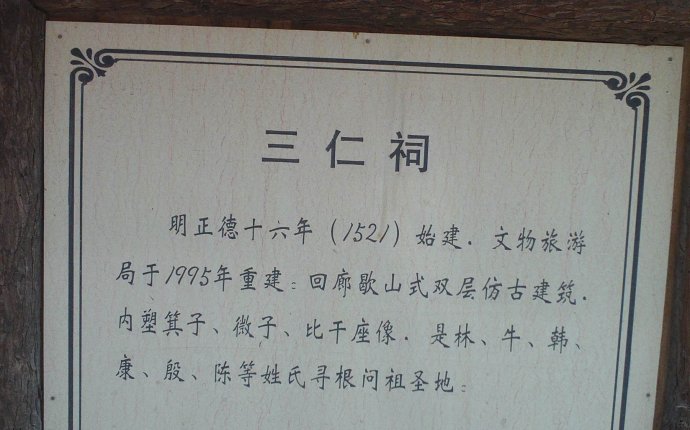 三仁祠
明正德十六年(1521)始建.文物旅游
局于1995年重建:回廊歇山式双层仿古建筑.
内塑箕子、微子、比干座像.是林、牛、韩、
康、殷、陈等姓氏寻根问祖圣地: